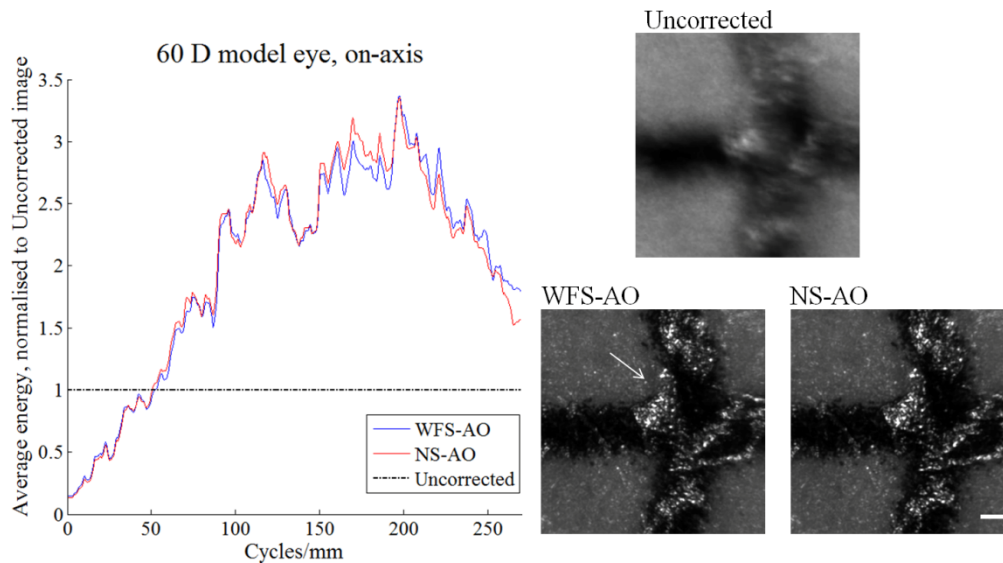 60 D model eye, on-axis
Average energy, normalised to Uncorrected image
3.5
3
2.5
2
1.5
1
0.5
0
0
50
100
150
200
250
Cycles/mm
WFS-AO
NS-AO
Uncorrected
Uncorrected
WFS-AO
NS-AO